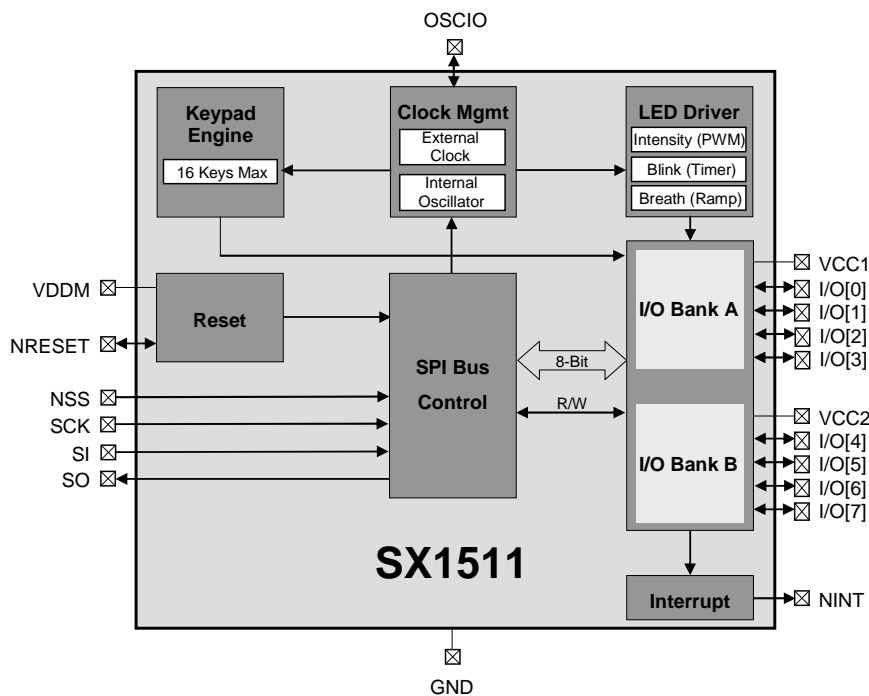 OSCIO
Keypad
Engine
16 Keys Max
Clock Mgmt
External
Clock
Internal
Oscillator
LED Driver
Intensity (PWM)
Blink (Timer)
Breath (Ramp)
VDDM
NRESET
Reset
NSS
SCK
SI
SO
SPI Bus
Control
8-Bit
R/W
I/O Bank A
I/O Bank B
VCC1
I/O[0]
I/O[1]
I/O[2]
I/O[3]
VCC2
I/O[4]
I/O[5]
I/O[6]
I/O[7]
SX1511
Interrupt
NINT
GND